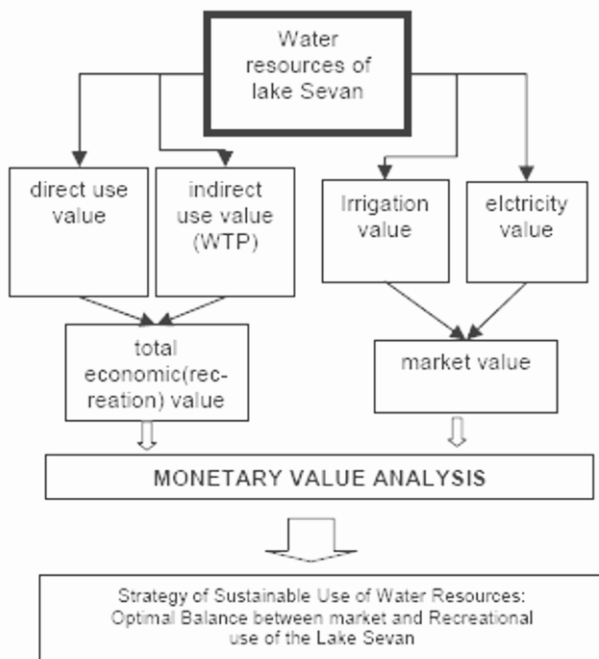 Water
resources of
lake Sevan
direct use
value
indirect
use value
(WTP)
Irrigation
value
elctricity
value
total
economic(rec-
reation) value
market value
MONETARY VALUE ANALYSIS
Strategy of Sustainable Use of Water Resources:
Optimal Balance between market and Recreational
use of the Lake Sevan